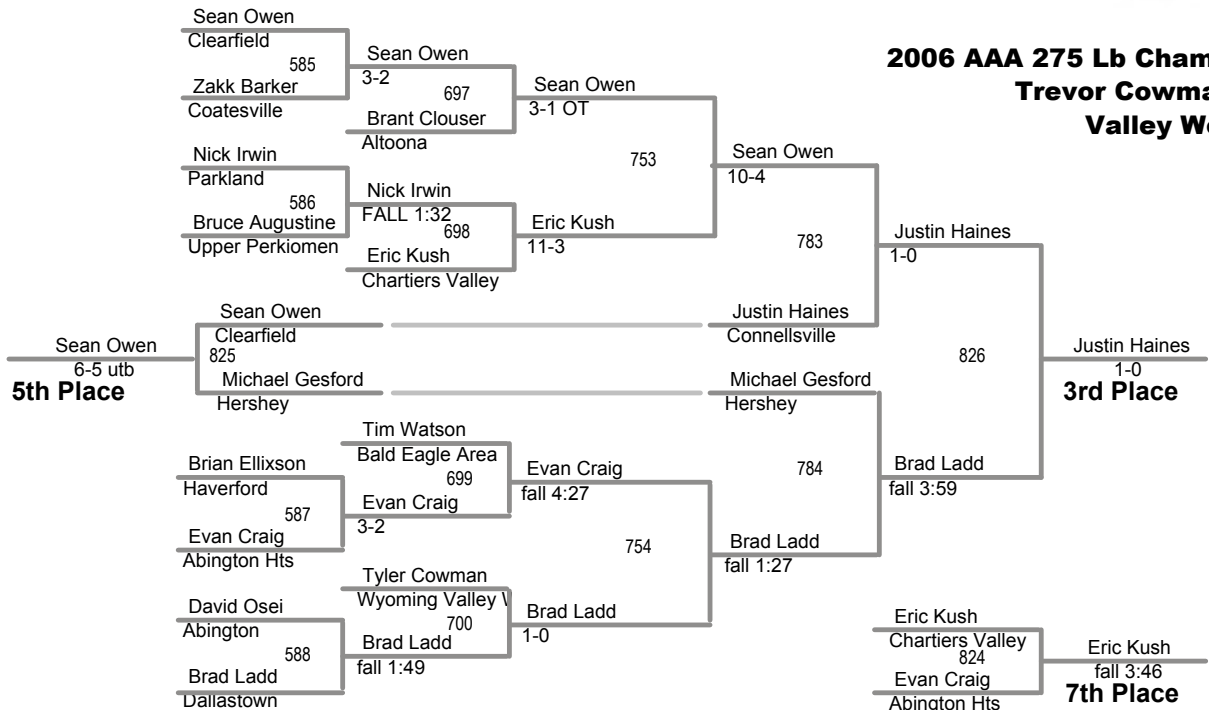 Sean Owen
Clearfield
585
Zakk Barker
Coatesville
Sean Owen
3-2
697
Brant Clouser
Altoona
Sean Owen
3-1 OT
2006 AAA 275 Lb Cham
Trevor Cowma
Valley W
Nick Irwin
Parkland
586
Bruce Augustine
Upper Perkiomen
Nick Irwin
FALL 1:32
698
Eric Kush
Chartiers Valley
Eric Kush
11-3
753
Sean Owen
10-4
783
Justin Haines
1-0
Sean Owen
Clearfield
Justin Haines
Connellsville
Sean Owen
6-5 utb
5th Place
825
Michael Gesford
Hershey
Michael Gesford
Hershey
826
Justin Haines
1-0
3rd Place
Tim Watson
Bald Eagle Area
699
Brian Ellixson
Haverford
587
Evan Craig
Abington Hts
Evan Craig
3-2
Evan Craig
fall 4:27
784
Brad Ladd
fall 3:59
754
Brad Ladd
fall 1:27
Tyler Cowman
Wyoming Valley
700
David Osei
Abington
588
Brad Ladd
Dallastown
Brad Ladd
fall 1:49
Brad Ladd
1-0
Eric Kush
Chartiers Valley
824
Evan Craig
Abington Hts
Eric Kush
fall 3:46
7th Place